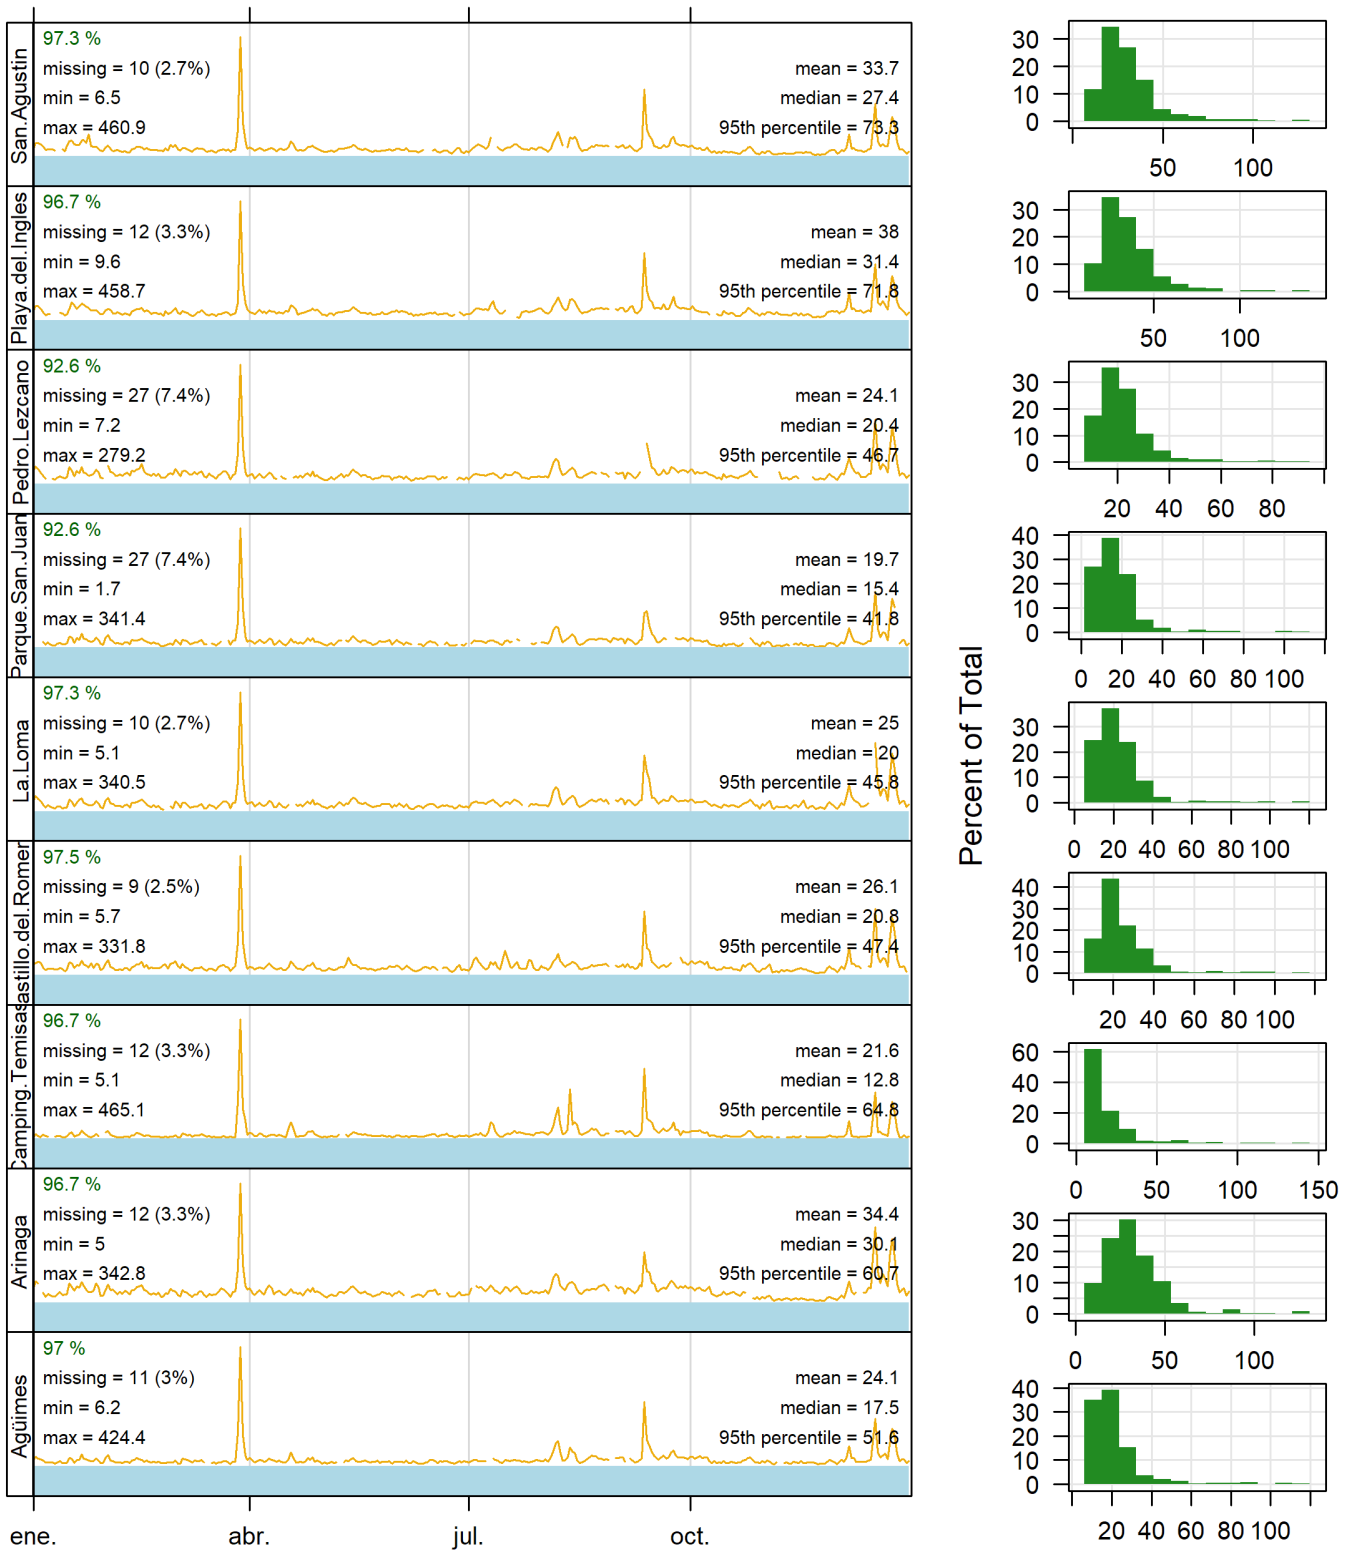 San.Agustin
97.3 %
missing = 10 (2.7%)
min = 6.5
max = 460.9
mean = 33.7
median = 27.4
95th percentile = 73.3
Playa.del.Ingles
96.7 %
missing = 12 (3.3%)
min = 9.6
max = 458.7
mean = 38
median = 31.4
95th percentile = 71.8
Pedro.Lezcano
92.6 %
missing = 27 (7.4%)
min = 7.2
max = 279.2
mean = 24.1
median = 20.4
95th percentile = 46.7
Parque.San.Juan
92.6 %
missing = 27 (7.4%)
min = 1.7
max = 341.4
mean = 19.7
median = 15.4
95th percentile = 41.8
La.Loma
97.3 %
missing = 10 (2.7%)
min = 5.1
max = 340.5
mean = 25
median = 20
95th percentile = 45.8
astillo.del.Romer
97.5 %
missing = 9 (2.5%)
min = 5.7
max = 331.8
mean = 26.1
median = 20.8
95th percentile = 47.4
Camping.Temisas
96.7 %
missing = 12 (3.3%)
min = 5.1
max = 465.1
mean = 21.6
median = 12.8
95th percentile = 64.8
Arinaga
96.7 %
missing = 12 (3.3%)
min = 5
max = 342.8
mean = 34.4
median = 30.1
95th percentile = 60.7
Agüimes
97 %
missing = 11 (3%)
min = 6.2
max = 424.4
mean = 24.1
median = 17.5
95th percentile = 51.6
ene. abr. jul. oct.
Percent of Total
30
20
10
0
50 100
30
20
10
0
50 100
30
20
10
0
20 40 60 80
40
30
20
10
0
0 20 40 60 80 100
30
20
10
0
0 20 40 60 80 100
40
30
20
10
0
20 40 60 80 100
60
40
20
0
0 50 100 150
30
20
10
0
0 50 100
40
30
20
10
0
20 40 60 80 100